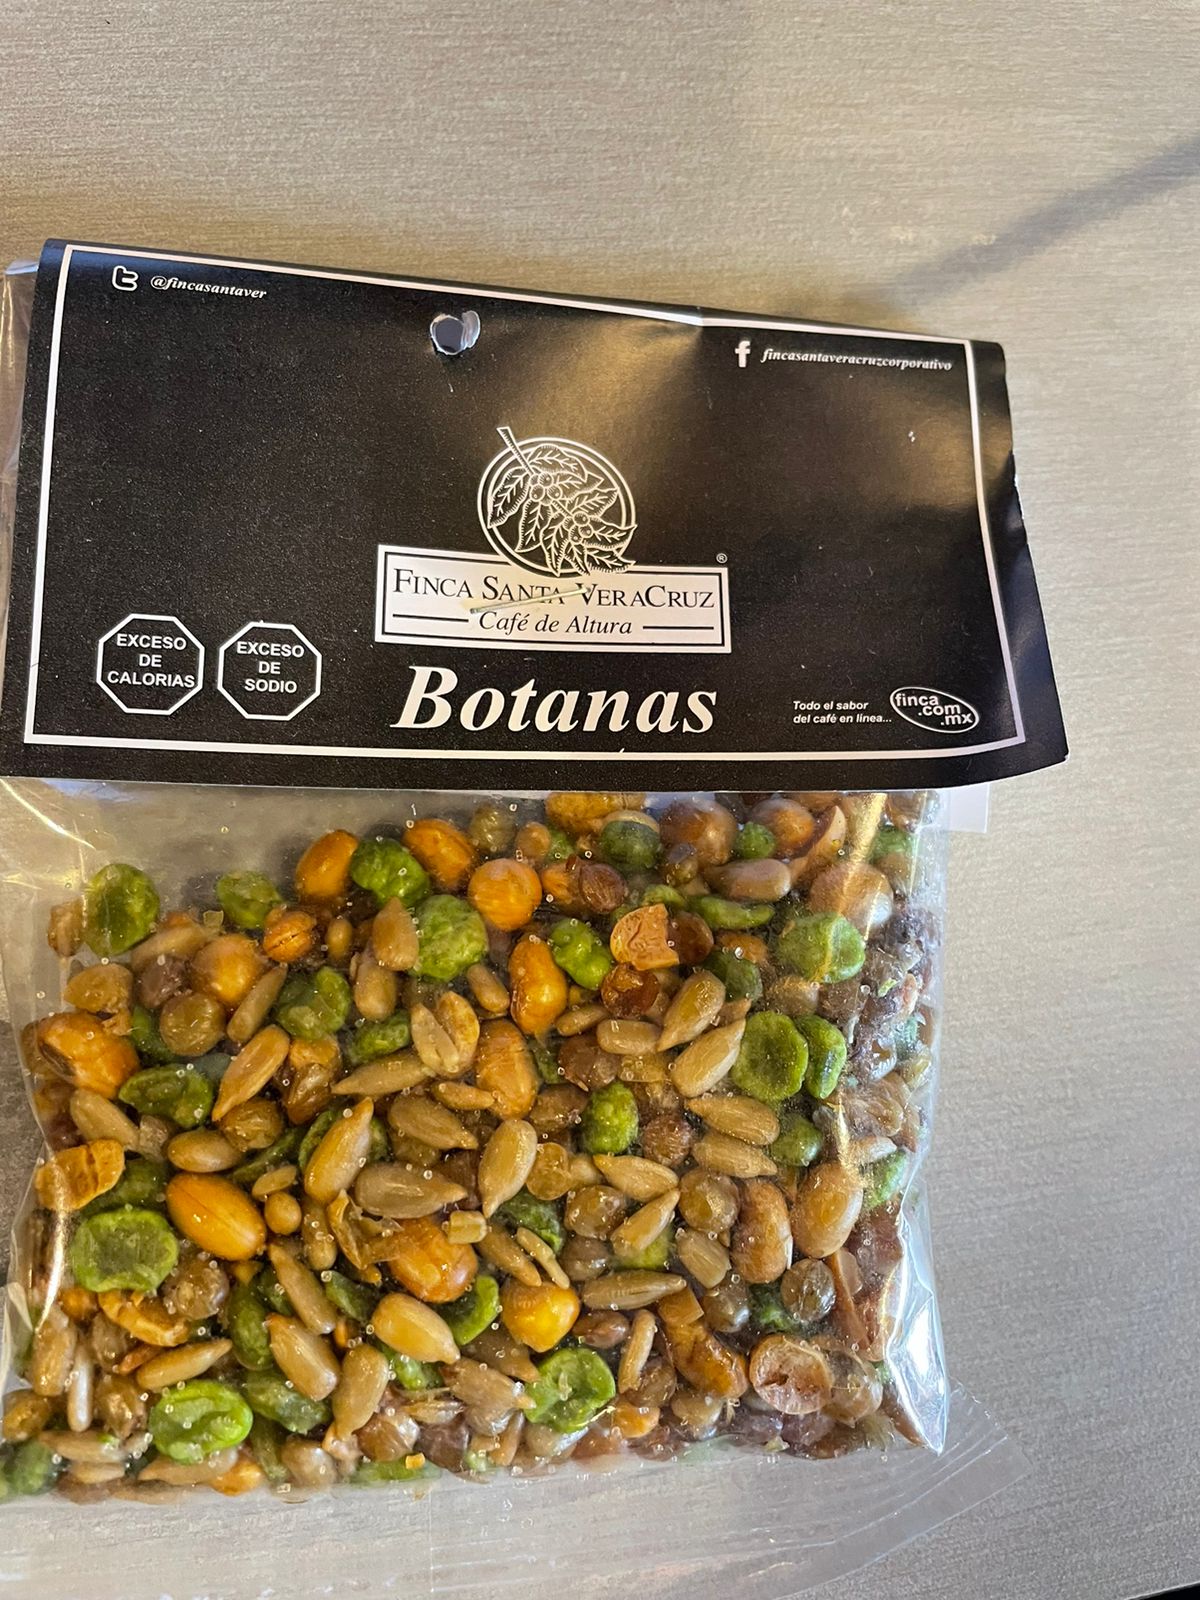 @fincasantaver
fincasantaveracruzcorporativo
FINCA SANTA VERACRUZ
®
Café de Altura
EXCESO
DE
CALORIAS
EXCESO
DE
SODIO
Botanas
Todo el sabor
del café en línea...
finca
.com
.mx